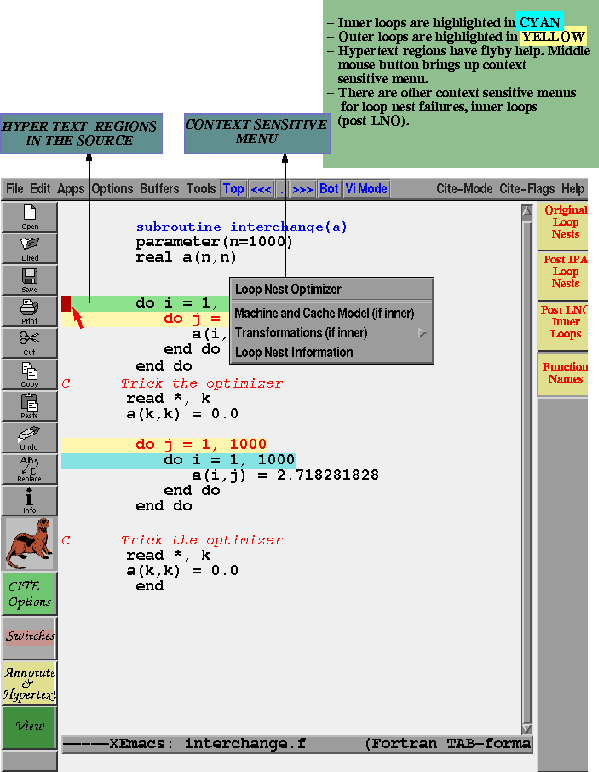 – Inner loops are highlighted in CYAN
– Outer loops are highlighted in YELLOW
– Hypertext regions have flyby help. Middle
mouse button brings up context
sensitive menu.
– There are other context sensitive menus
for loop nest failures, inner loops
(post LNO).
HYPER TEXT REGIONS
IN THE SOURCE
CONTEXT SENSITIVE
MENU
File Edit Apps Options Buffers Tools Top <<< . >>> Bot VI Mode Cite-Mode Cite-Flags Help
Open
Dired
Save
Print
Cut
Copy
Paste
Undo
Replace
Info
CITE
Options
Switches
Annotate
&
Hypertext
View
subroutine interchange(a)
parameter(n=1000)
real a(n,n)
do i = 1,
do j =
a(i,
end do
end do
C Trick the optimizer
read *, k
a(k,k) = 0.0
do j = 1, 1000
do i = 1, 1000
a(i,j) = 2.718281828
end do
end do
C Trick the optimizer
read *, k
a(k,k) = 0.0
end
Loop Nest Optimizer
Machine and Cache Model (if inner)
Transformations (if inner)
Loop Nest Information
Original
Loop
Nests
Post IPA
Loop
Nests
Post LNO
Inner
Loops
Function
Names
-----XEmacs: interchange.f (Fortran TAB-forma